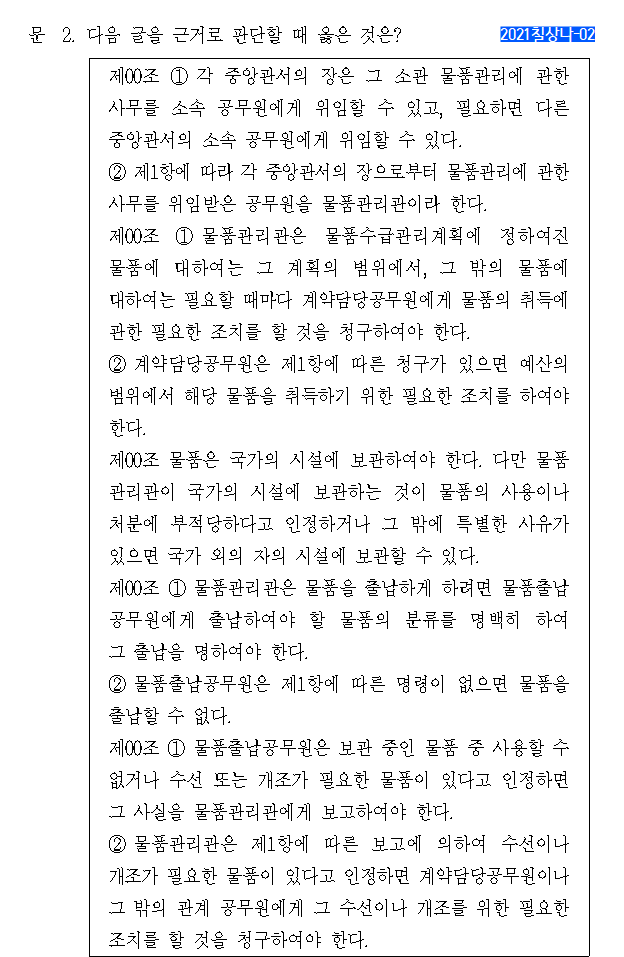 문 2. 다음 글을 근거로 판단할 때 옳은 것은?
2021칠상나-02
제00조 ① 각 중앙관서의 장은 그 소관 물품관리에 관한
사무를 소속 공무원에게 위임할 수 있고, 필요하면 다른
중앙관서의 소속 공무원에게 위임할 수 있다.
② 제1항에 따라 각 중앙관서의 장으로부터 물품관리에 관한
사무를 위임받은 공무원을 물품관리관이라 한다.
제00조 ① 물품관리관은 물품수급관리계획에 정하여진
물품에 대하여는 그 계획의 범위에서, 그 밖의 물품에
대하여는 필요할 때마다 계약담당공무원에게 물품의 취득에
관한 필요한 조치를 할 것을 청구하여야 한다.
② 계약담당공무원은 제1항에 따른 청구가 있으면 예산의
범위에서 해당 물품을 취득하기 위한 필요한 조치를 하여야
한다.
제00조 물품은 국가의 시설에 보관하여야 한다. 다만 물품
관리관이 국가의 시설에 보관하는 것이 물품의 사용이나
처분에 부적당하다고 인정하거나 그 밖에 특별한 사유가
있으면 국가 외의 자의 시설에 보관할 수 있다.
제00조 ① 물품관리관은 물품을 출납하게 하려면 물품출납
공무원에게 출납하여야 할 물품의 분류를 명백히 하여
그 출납을 명하여야 한다.
② 물품출납공무원은 제1항에 따른 명령이 없으면 물품을
출납할 수 없다.
제00조 ① 물품출납공무원은 보관 중인 물품 중 사용할 수
없거나 수선 또는 개조가 필요한 물품이 있다고 인정하면
그 사실을 물품관리관에게 보고하여야 한다.
② 물품관리관은 제1항에 따른 보고에 의하여 수선이나
개조가 필요한 물품이 있다고 인정하면 계약담당공무원이나
그 밖의 관계 공무원에게 그 수선이나 개조를 위한 필요한
조치를 할 것을 청구하여야 한다.